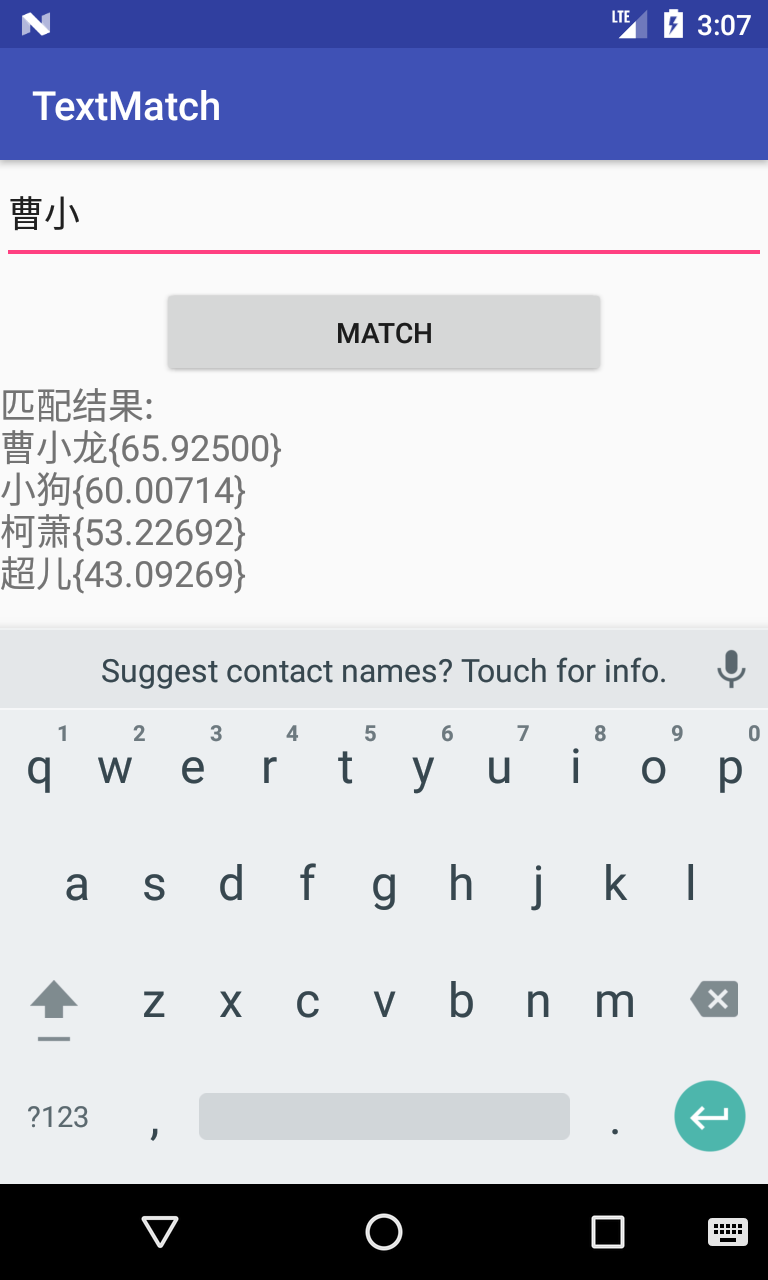 LTE 3:07
TextMatch
曹小
MATCH
匹配结果:
曹小龙{65.92500}
小狗{60.00714}
柯萧{53.22692}
超儿{43.09269}
Suggest contact names? Touch for info.
1 2 3 4 5 6 7 8 9 0
q w e r t y u i o p
a s d f g h j k l
z x c v b n m
?123 , .